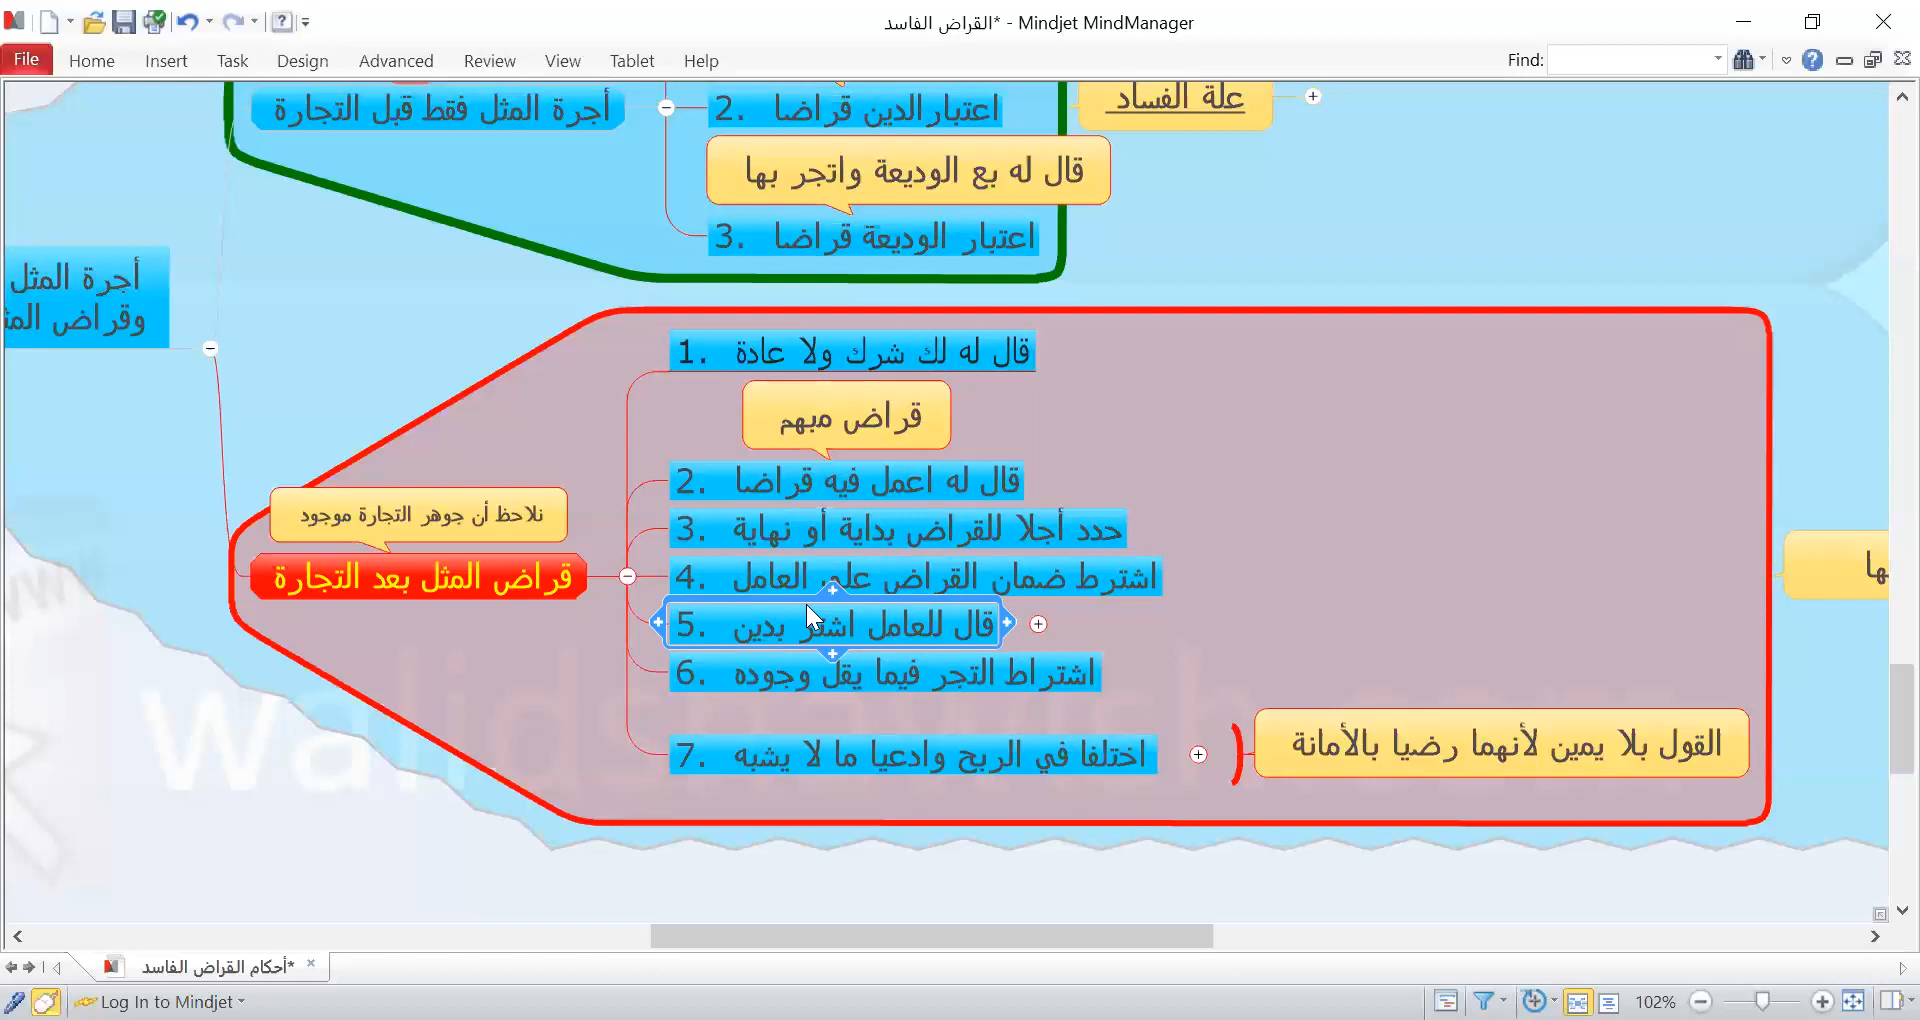 *القراض الفاسد - Mindjet MindManager
File Home Insert Task Design Advanced Review View Tablet Help
Find:
علة الفساد
أجرة المثل فقط قبل التجارة
2. اعتبار الدين قراضا
قال له بع الوديعة واتجر بها
3. اعتبار الوديعة قراضا
أجرة المثل
وقراض
1. قال له لك شرك ولا عادة
قراض مبهم
2. قال له اعمل فيه قراضا
3. حدد أجلا للقراض بداية أو نهاية
نلاحظ أن جوهر التجارة موجود
قراض المثل بعد التجارة
4. اشترط ضمان القراض على العامل
5. قال للعامل اشتر بدين
6. اشتراط التجر فيما يقل وجوده
7. اختلفا في الربح وادعيا ما لا يشبه
القول بلا يمين لأنهما رضيا بالأمانة
*أحكام القراض الفاسد
Log In to Mindjet
102%